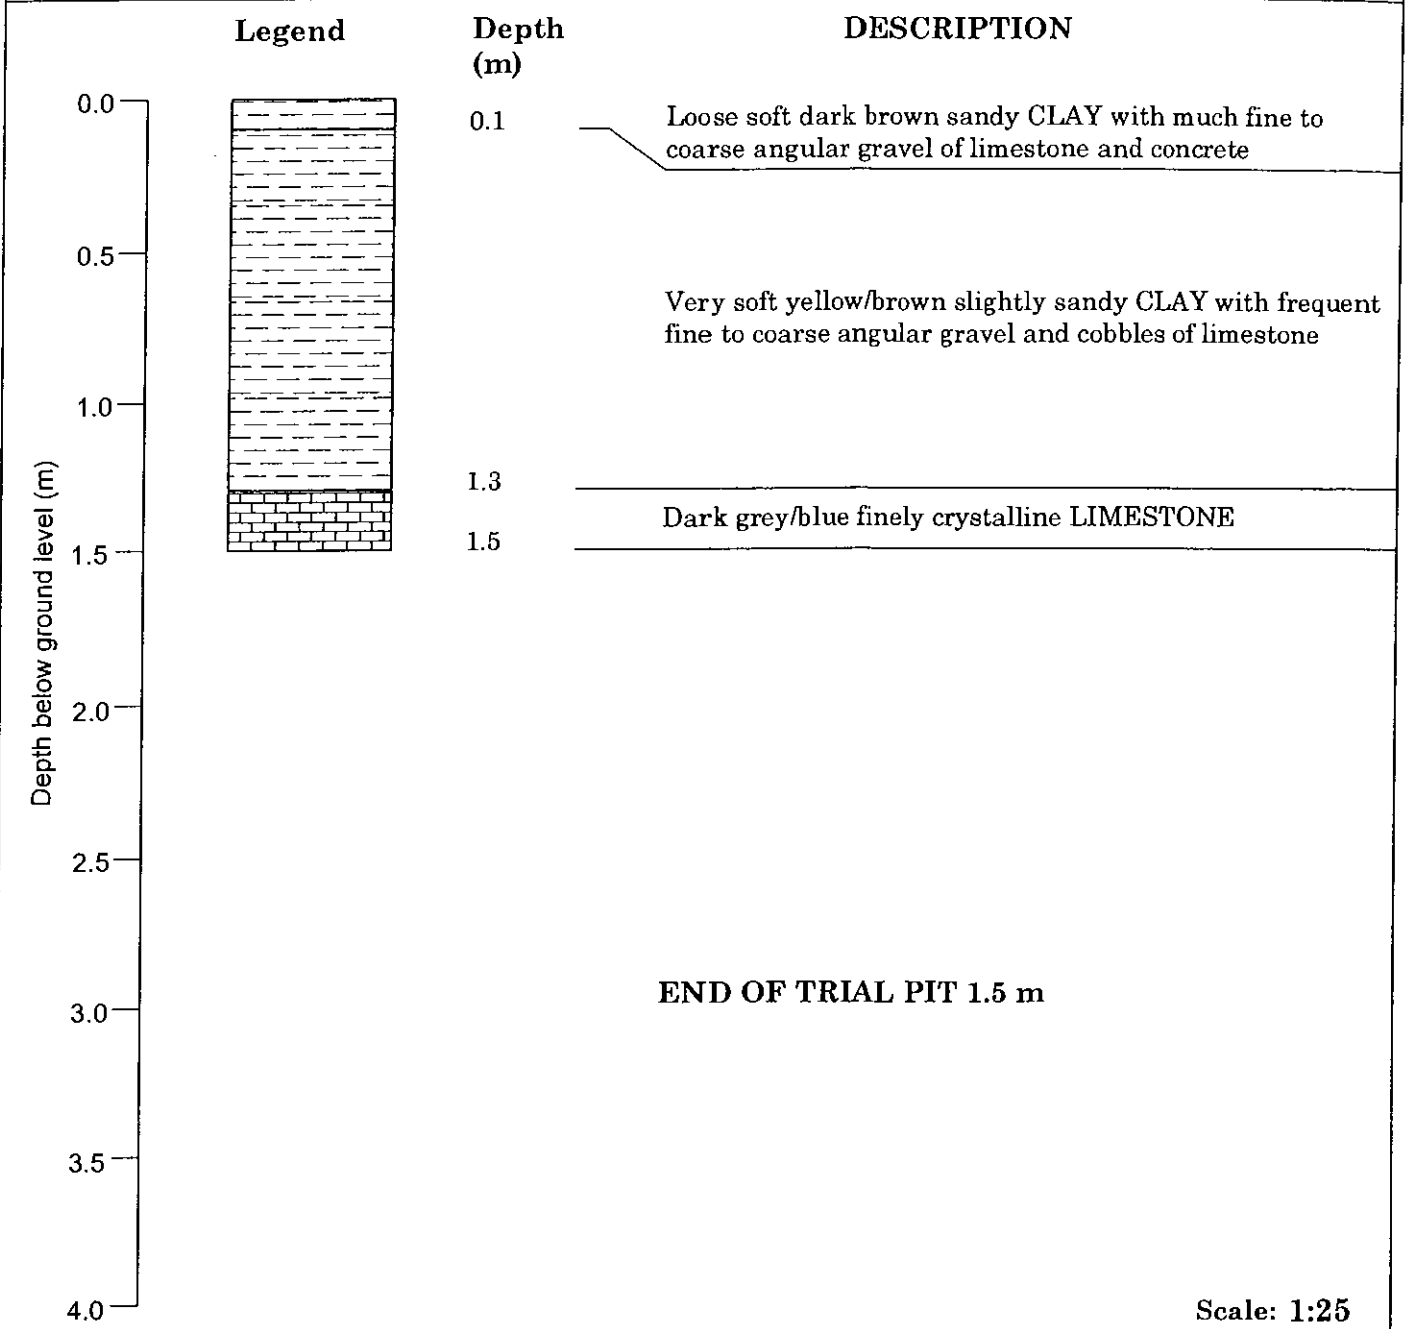 Legend
Depth
(m)
DESCRIPTION
0.0
0.1
Loose soft dark brown sandy CLAY with much fine to
coarse angular gravel of limestone and concrete
0.5
Very soft yellow/brown slightly sandy CLAY with frequent
fine to coarse angular gravel and cobbles of limestone
1.0
1.3
Dark grey/blue finely crystalline LIMESTONE
1.5
1.5
Depth below ground level (m)
2.0
2.5
3.0
END OF TRIAL PIT 1.5 m
3.5
4.0
Scale: 1:25